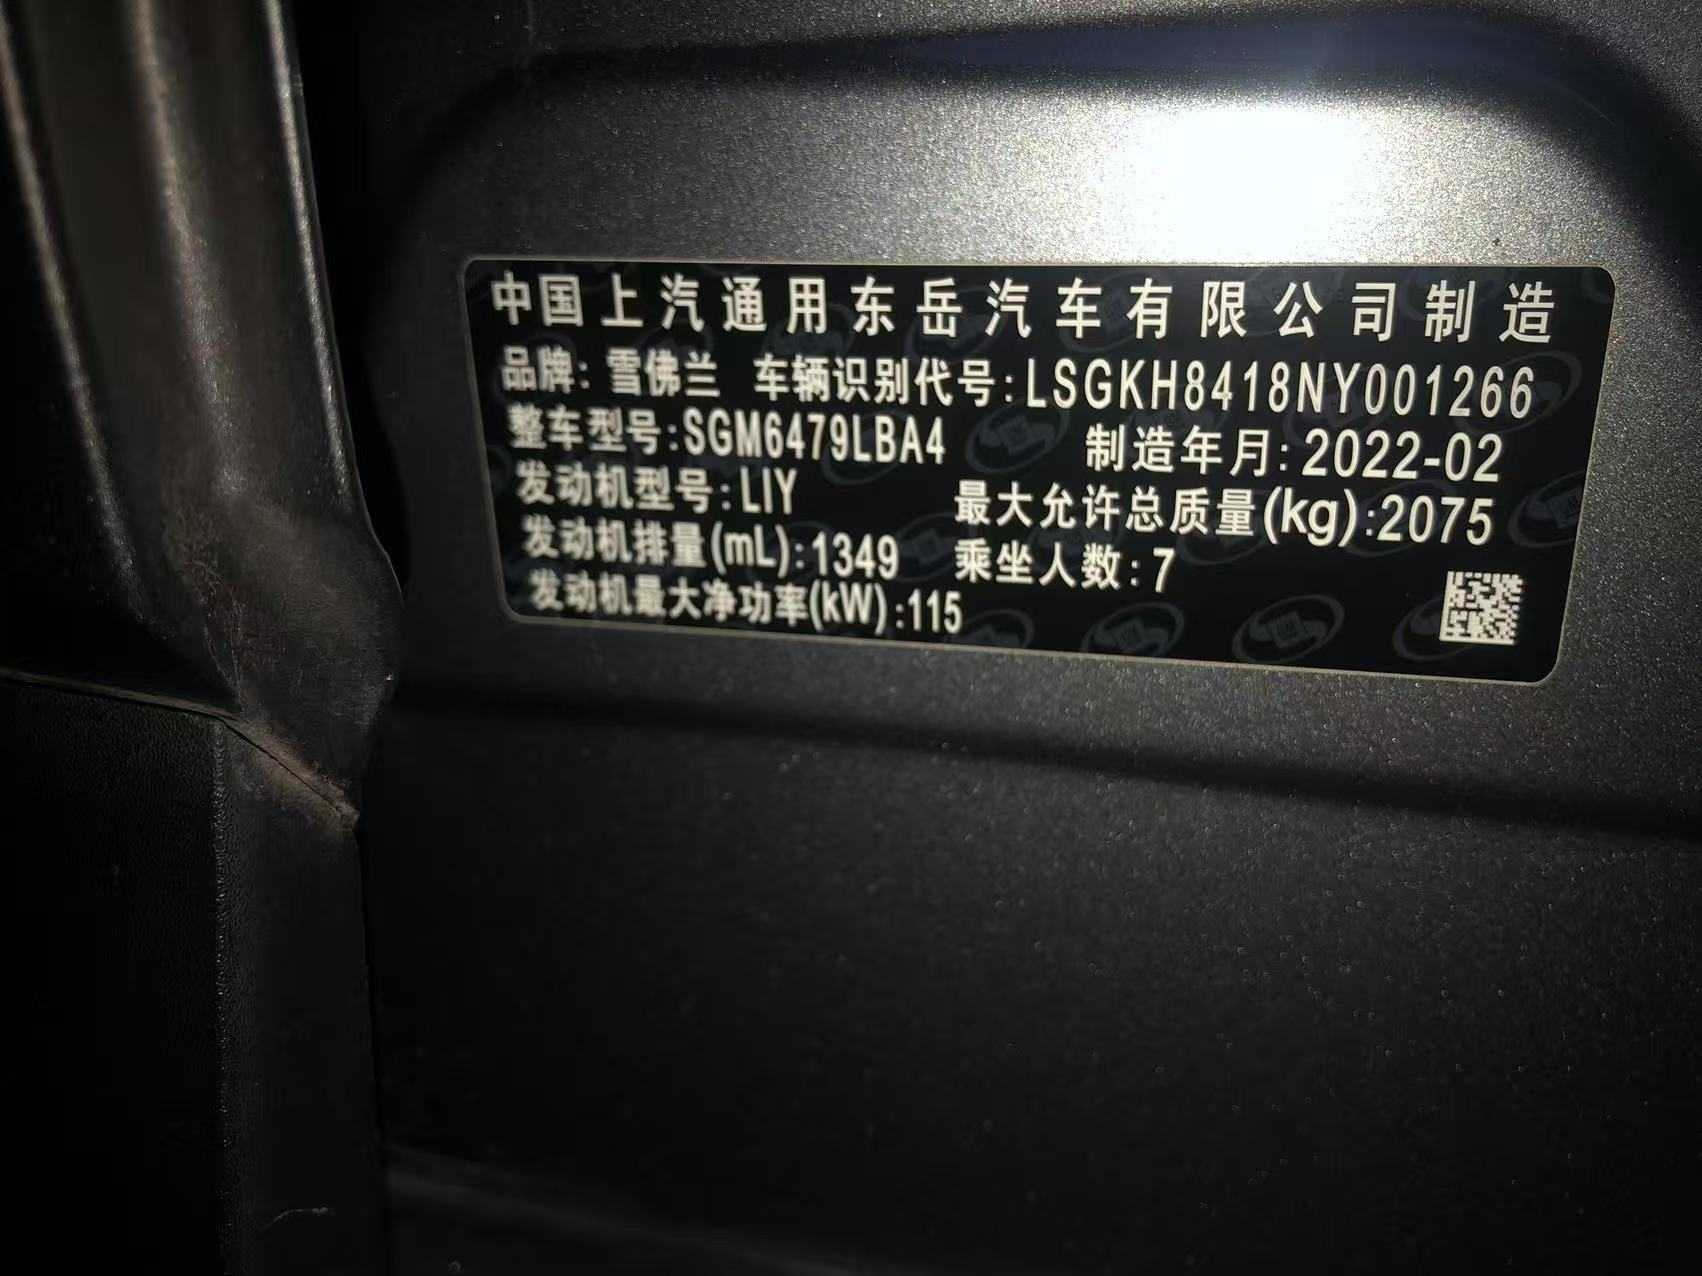 中国上汽通用东岳汽车有限公司制造
品牌: 雪佛兰 车辆识别代号:LSGKH8418NY001266
整车型号:SGM6479LBA4 制造年月:2022-02
发动机型号:LIY 最大允许总质量(kg):2075
发动机排量(mL):1349 乘坐人数:7
发动机最大净功率(kW):115